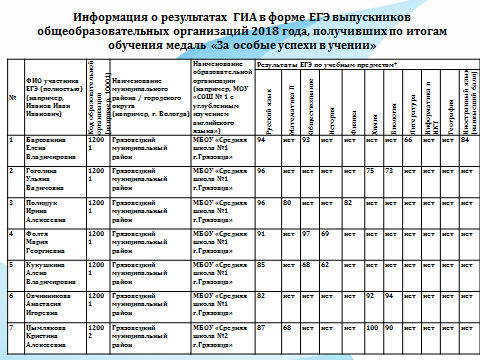 Информация о результатах ГИА в форме ЕГЭ выпускников
общеобразовательных организаций 2018 года, получивших по итогам
обучения медаль «За особые успехи в учении»
№
ФИО участника
ЕГЭ (полностью)
(например,
Иванов Иван
Иванович)
Код образовательной
организации
(например, 10001)
Наименование
муниципального
района / городского
округа
(например, г. Вологда)
Наименование
образовательной
организации
(например, МОУ
«СОШ № 1 с
углубленным
изучением
английского
языка»)
Результаты ЕГЭ по учебным предметам*
Русский язык
Математика П
Обществознание
История
Физика
Химия
Биология
Литература
Информатика и
ИКТ
География
Иностранный язык
1 Барсовкина 1200 Грязовецкий МБОУ «Средняя 94 нет 93 нет нет нет нет 66 нет нет 84
Елена 1 муниципальный школа №1
Владимировна район г.Грязовца»
2 Гоголина 1200 Грязовецкий МБОУ «Средняя 96 нет нет нет нет 75 73 нет нет нет нет
Ульяна 1 муниципальный школа №1
Вадимовна район г.Грязовца»
3 Полищук 1200 Грязовецкий МБОУ «Средняя 96 80 нет нет 82 нет нет нет нет нет нет
Ирина 1 муниципальный школа №1
Алексеевна район г.Грязовца»
4 Фолтя 1200 Грязовецкий МБОУ «Средняя 91 нет 97 69 нет нет нет нет нет нет нет
Мария 1 муниципальный школа №1
Георгиевна район г.Грязовца»
5 Кукушкина 1200 Грязовецкий МБОУ «Средняя 85 нет 68 62 нет нет нет нет нет нет нет
Алена 1 муниципальный школа №1
Владимировна район г.Грязовца»
6 Овчинникова 1200 Грязовецкий МБОУ «Средняя 82 нет нет нет нет 92 94 нет нет нет нет
Анастасия 1 муниципальный школа №1
Игоревна район г.Грязовца»
7 Цымлякова 1200 Грязовецкий МБОУ «Средняя 87 68 нет нет нет 100 90 нет нет нет нет
Кристина 2 муниципальный школа №2
Алексеевна район г.Грязовца»